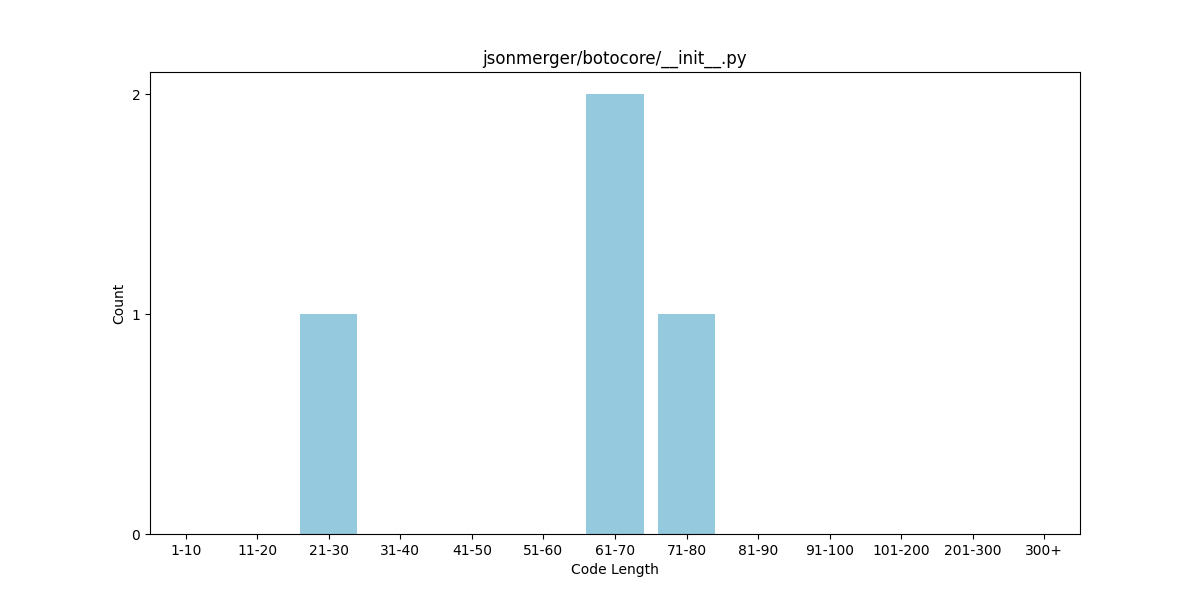 jsonmerger/botocore/__init__.py
2
1
0
Count
1-10 11-20 21-30 31-40 41-50 51-60 61-70 71-80 81-90 91-100 101-200 201-300 300+
Code Length